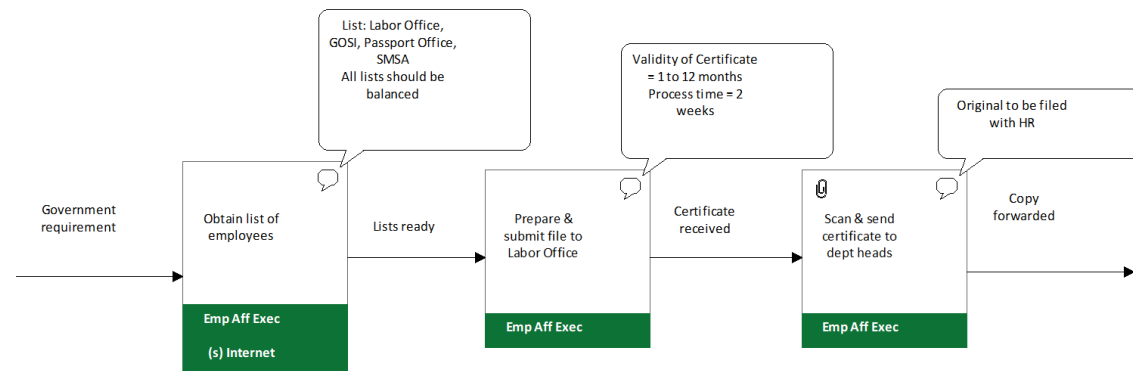 List: Labor Office,
GOSI, Passport Office,
SMSA
All lists should be
balanced
Validity of Certificate
= 1 to 12 months
Process time = 2
weeks
Original to be filed
with HR
Government
requirement
Obtain list of
employees
Lists ready
Prepare &
submit file to
Labor Office
Certificate
received
Scan & send
certificate to
dept heads
Copy
forwarded
Emp Aff Exec
(s) Internet
Emp Aff Exec
Emp Aff Exec